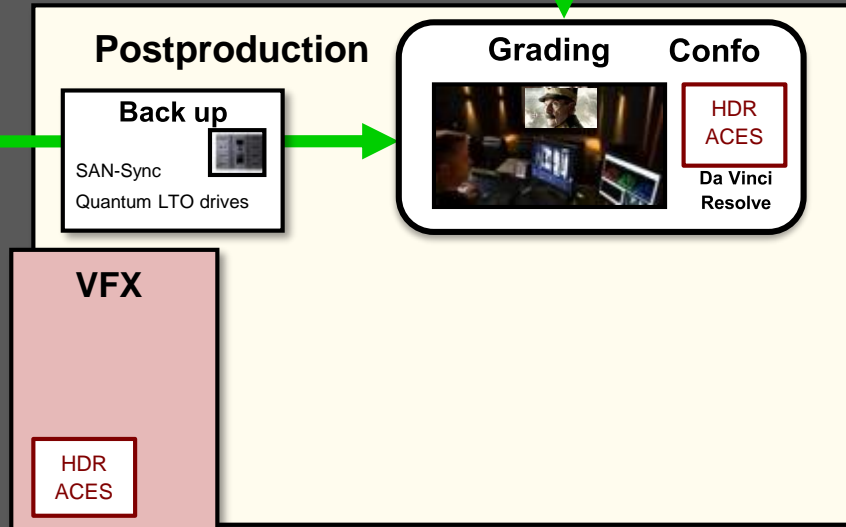 Postproduction
Grading Confo
Back up
SAN-Sync
Quantum LTO drives
HDR
ACES
Da Vinci
Resolve
VFX
HDR
ACES